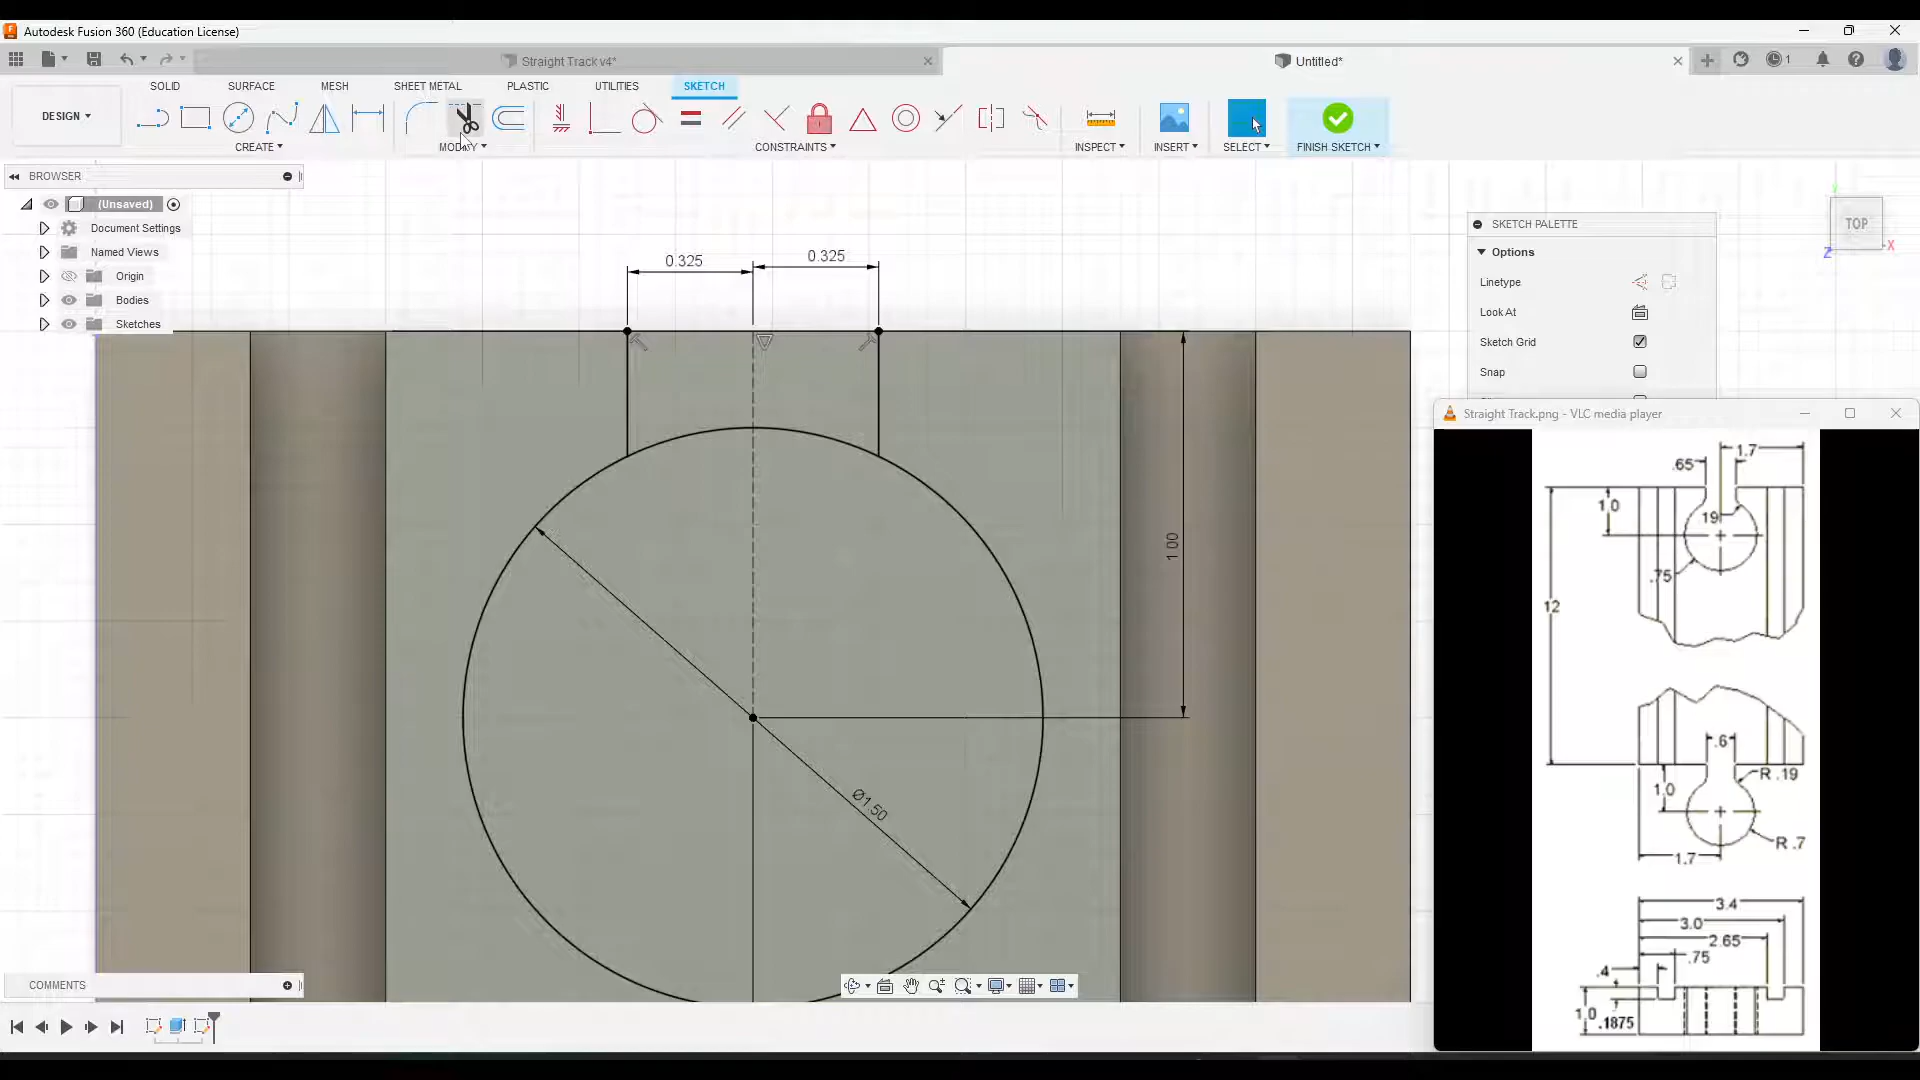 Autodesk Fusion 360 (Education License)
Straight Track v4*
Untitled*
1
DESIGN
SOLID
SURFACE
MESH
SHEET METAL
PLASTIC
UTILITIES
SKETCH
CREATE
MODIFY
CONSTRAINTS
INSPECT
INSERT
SELECT
FINISH SKETCH
BROWSER
(Unsaved)
Document Settings
Named Views
Origin
Bodies
Sketches
0.325
0.325
1.00
Ø1.50
TOP
Y
X
Z
SKETCH PALETTE
Options
Linetype
Look At
Sketch Grid
Snap
Straight Track.png - VLC media player
1.7
.65
1.0
.19
.75
12
.6
R .19
1.0
R .7
1.7
3.4
3.0
2.65
.75
.4
1.0
.1875
COMMENTS